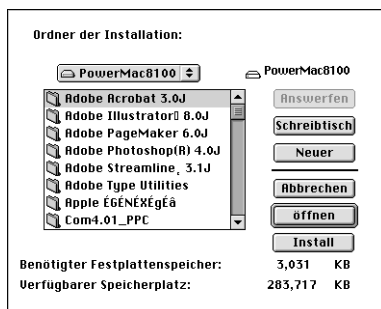 Ordner der Installation:
PowerMac8100
PowerMac8100
Adobe Acrobat 3.0J
Adobe Illustrator▯ 8.0J
Adobe PageMaker 6.0J
Adobe Photoshop(R) 4.0J
Adobe Streamline¸ 3.1J
Adobe Type Utilities
Apple ÉGÉNÉXÉgÉâ
Com4.01_PPC
Answerfen
Schreibtisch
Neuer
Abbrechen
öffnen
Install
Benötigter Festplattenspeicher: 3,031 KB
Verfügbarer Speicherplatz: 283,717 KB